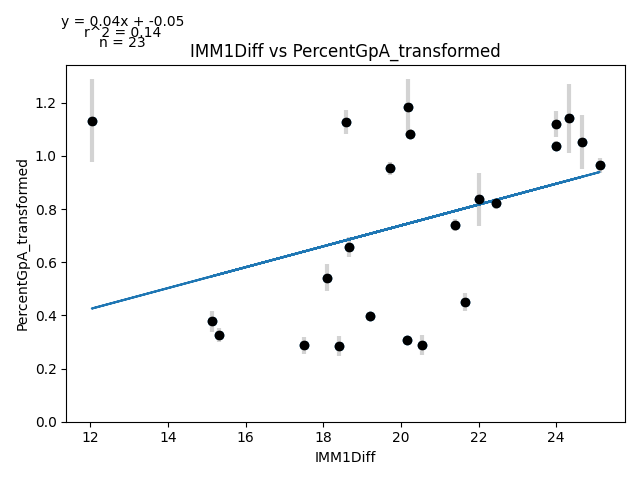 y = 0.04x + -0.05
r^2 = 0.14
n = 23
IMM1Diff vs PercentGpA_transformed
PercentGpA_transformed
1.2
1.0
0.8
0.6
0.4
0.2
0.0
12 14 16 18 20 22 24
IMM1Diff